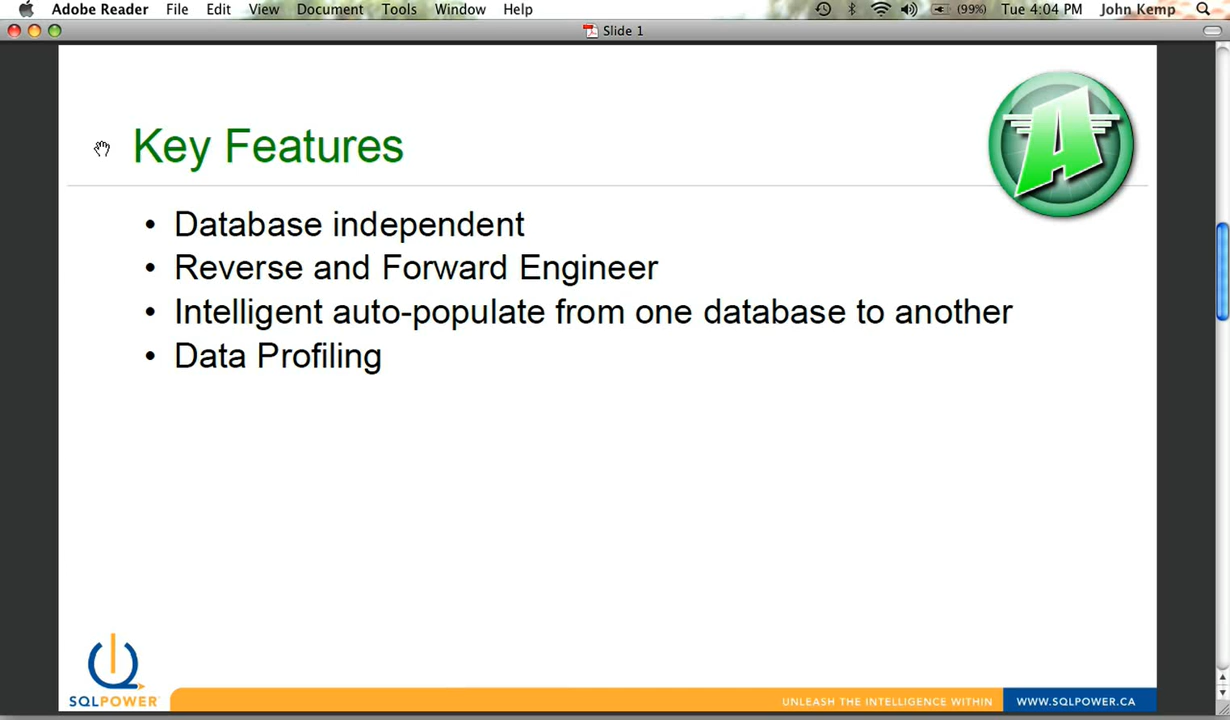 Adobe Reader File Edit View Document Tools Window Help (99%) Tue 4:04 PM John Kemp
Slide 1
Key Features
A
• Database independent
• Reverse and Forward Engineer
• Intelligent auto-populate from one database to another
• Data Profiling
SQLPOWER
UNLEASH THE INTELLIGENCE WITHIN
WWW.SQLPOWER.CA